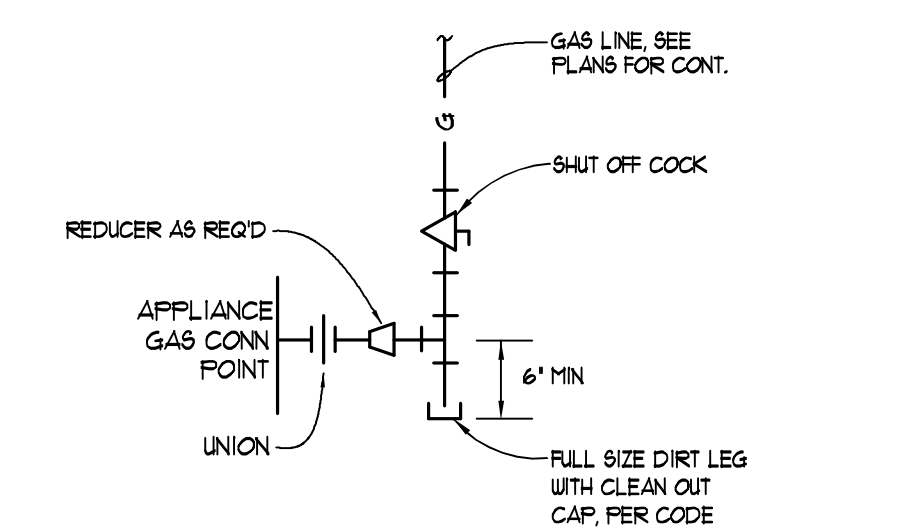 GAS LINE, SEE
PLANS FOR CONT.
G
SHUT OFF COCK
REDUCER AS REQ'D
APPLIANCE
GAS CONN
POINT
6" MIN
UNION
FULL SIZE DIRT LEG
WITH CLEAN OUT
CAP, PER CODE